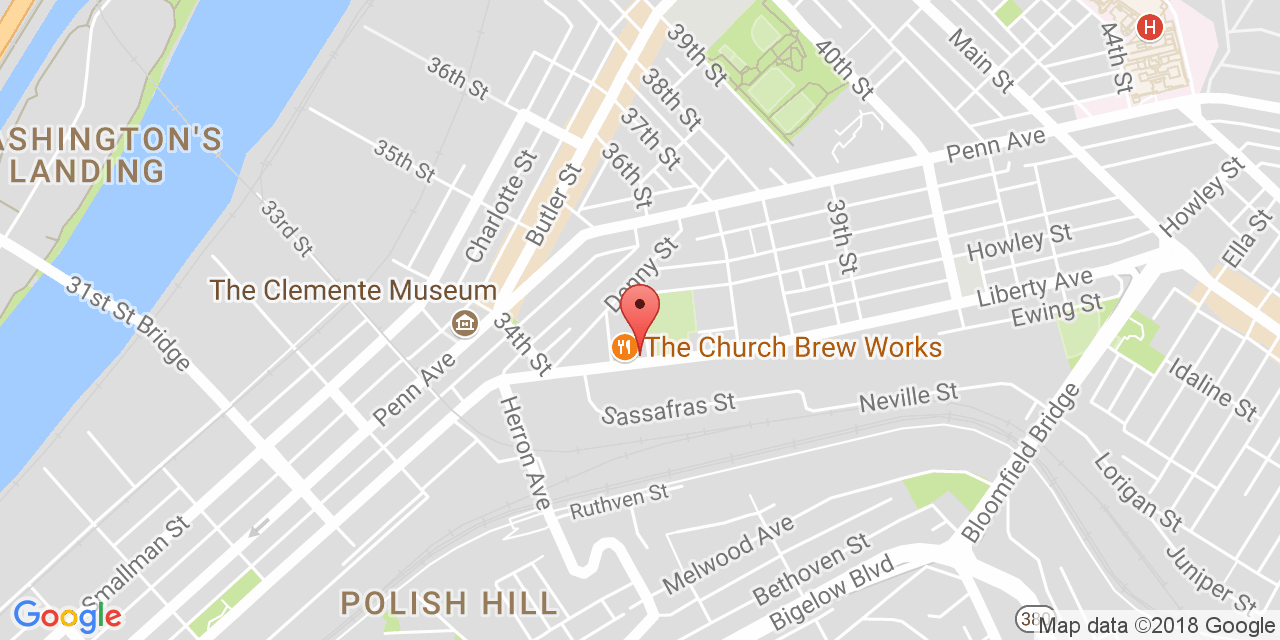 39th St
40th St
Main St
44th St
H
36th St
38th St
37th St
36th St
Penn Ave
ASHINGTON'S
LANDING
35th St
Charlotte St
Butler St
33rd St
39th St
Howley St
Howley St
Ella St
Denny St
The Clemente Museum
31st St Bridge
34th St
Liberty Ave
Ewing St
The Church Brew Works
Penn Ave
Sassafras St
Neville St
Idaline St
Herron Ave
Bloomfield Bridge
Lorigan St
Ruthven St
Melwood Ave
Bethoven St
Bigelow Blvd
Juniper St
Smallman St
POLISH HILL
Google
380
Map data ©2018 Google